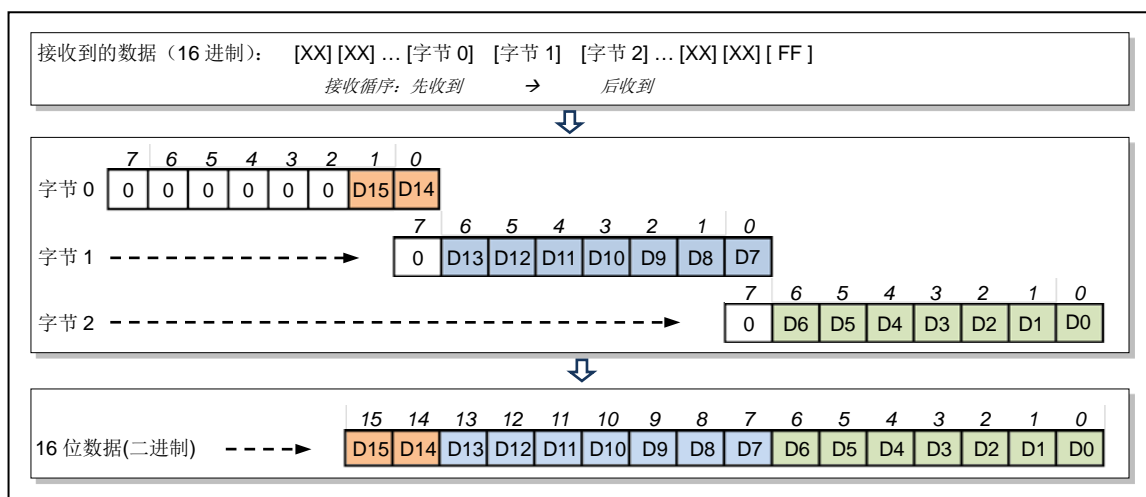 接收到的数据（16 进制）： [XX] [XX] … [字节 0] [字节 1] [字节 2] … [XX] [XX] [ FF ]
接收循序：先收到 → 后收到
7 6 5 4 3 2 1 0
字节 0 0 0 0 0 0 0 D15 D14
7 6 5 4 3 2 1 0
字节 1 0 D13 D12 D11 D10 D9 D8 D7
7 6 5 4 3 2 1 0
字节 2 0 D6 D5 D4 D3 D2 D1 D0
15 14 13 12 11 10 9 8 7 6 5 4 3 2 1 0
16 位数据(二进制) D15 D14 D13 D12 D11 D10 D9 D8 D7 D6 D5 D4 D3 D2 D1 D0